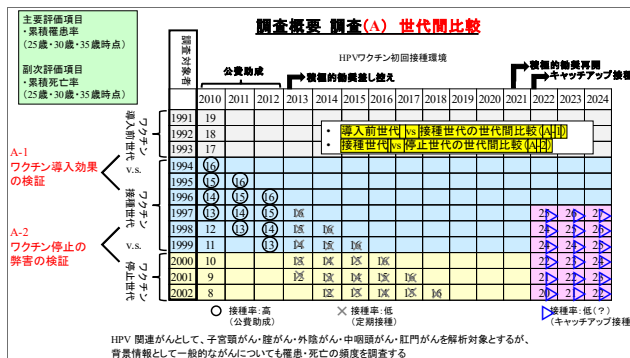 主要評価項目
・累積罹患率
(25歳・30歳・35歳時点)
副次評価項目
・累積死亡率
(25歳・30歳・35歳時点)
調査概要 調査(A) 世代間比較
HPVワクチン初回接種環境
公費助成
積極的勧奨差し控え
積極的勧奨再開
キャッチアップ接種
調査対象者
2010 2011 2012 2013 2014 2015 2016 2017 2018 2019 2020 2021 2022 2023 2024
ワクチン導入前世代
1991 19
1992 18
1993 17
・ 導入前世代 vs 接種世代の世代間比較(A-1)
・ 接種世代 vs 停止世代の世代間比較(A-2)
A-1
ワクチン導入効果の検証
v.s.
ワクチン接種世代
1994 16
1995 15 16
1996 14 15 16
1997 13 14 15 16 25 26 27
1998 12 13 14 15 16
1999 11 13 14 15 16
A-2
ワクチン停止の弊害の検証
v.s.
ワクチン停止世代
2000 10 13 14 15 16
2001 9 13 14 15 16
2002 8
接種率:高
(公費助成)
接種率:低
(定期接種)
接種率:低(?)
(キャッチアップ接種)
HPV 関連がんとして、子宮頸がん・腟がん・外陰がん・中咽頭がん・肛門がんを解析対象とするが、
背景情報として一般的ながんについても罹患・死亡の頻度を調査する